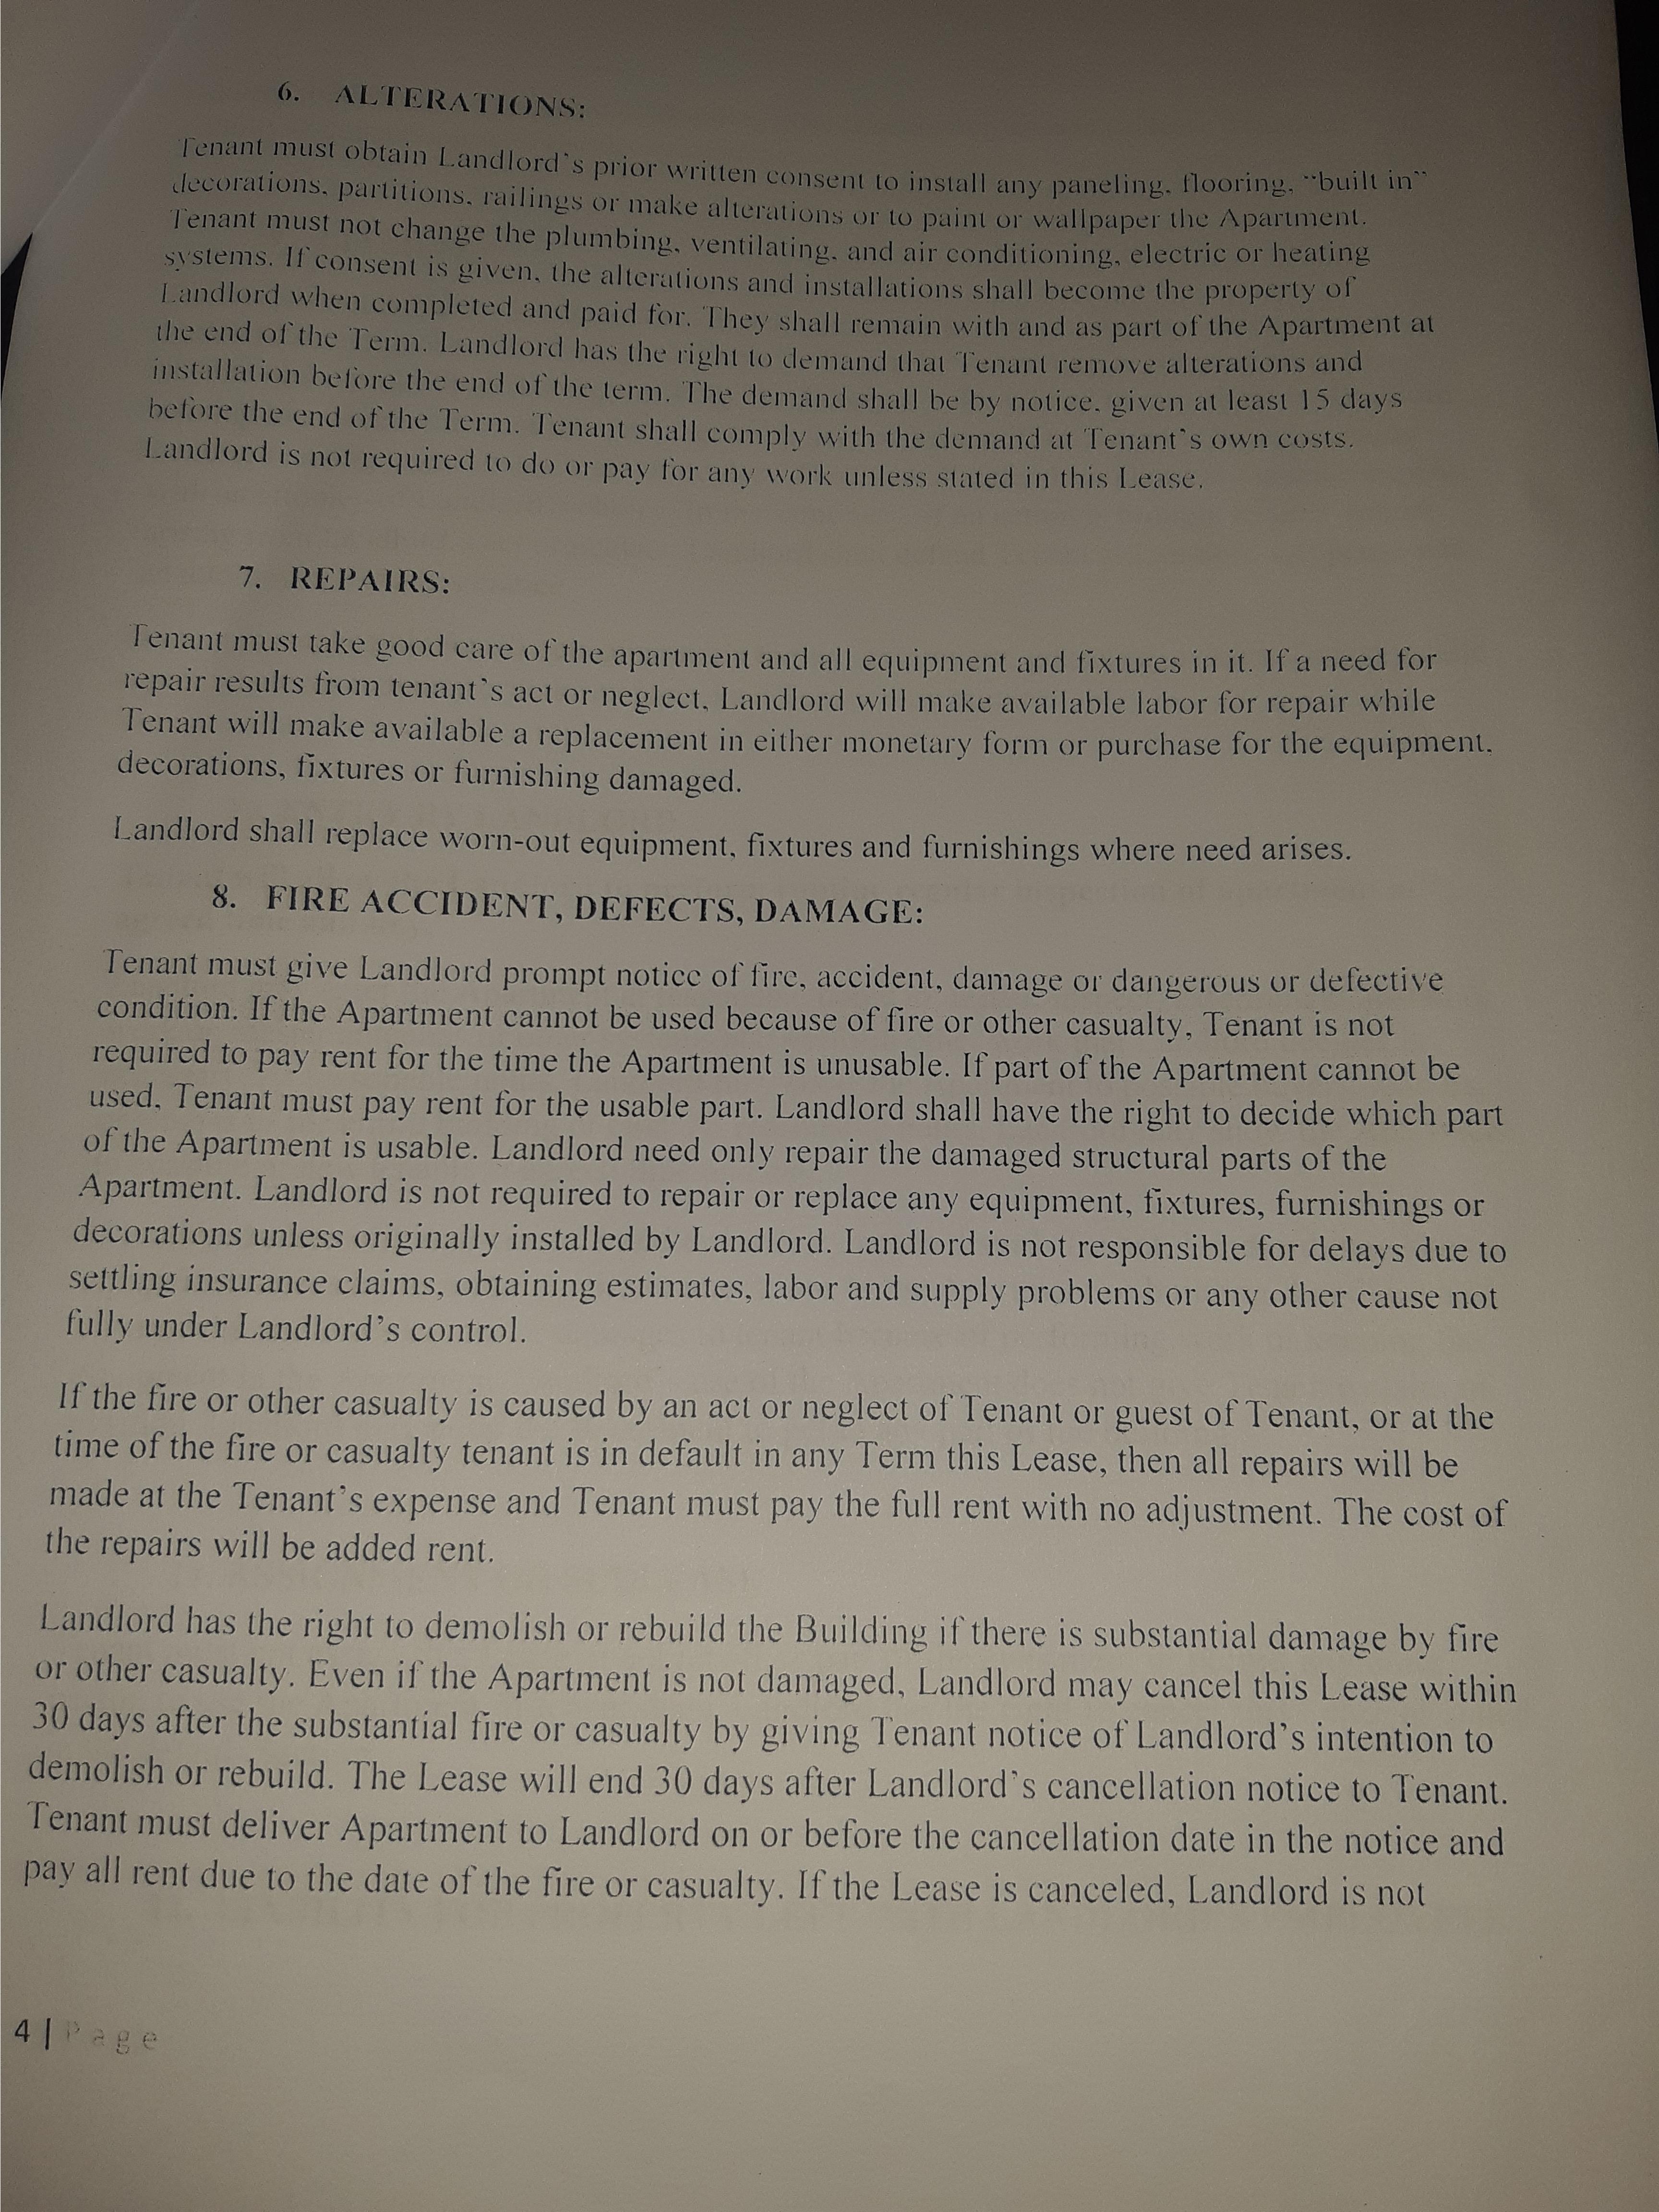 6. ALTERATIONS:
Tenant must obtain Landlord's prior written consent to install any paneling, flooring, "built in"
decorations, partitions, railings or make alterations or to paint or wallpaper the Apartment.
Tenant must not change the plumbing, ventilating, and air conditioning, electric or heating
systems. If consent is given, the alterations and installations shall become the property of
Landlord when completed and paid for. They shall remain with and as part of the Apartment at
the end of the Term. Landlord has the right to demand that Tenant remove alterations and
installation before the end of the term. The demand shall be by notice, given at least 15 days
before the end of the Term. Tenant shall comply with the demand at Tenant's own costs.
Landlord is not required to do or pay for any work unless stated in this Lease.
7. REPAIRS:
Tenant must take good care of the apartment and all equipment and fixtures in it. If a need for
repair results from tenant's act or neglect, Landlord will make available labor for repair while
Tenant will make available a replacement in either monetary form or purchase for the equipment,
decorations, fixtures or furnishing damaged.
Landlord shall replace worn-out equipment, fixtures and furnishings where need arises.
8. FIRE ACCIDENT, DEFECTS, DAMAGE:
Tenant must give Landlord prompt notice of fire, accident, damage or dangerous or defective
condition. If the Apartment cannot be used because of fire or other casualty, Tenant is not
required to pay rent for the time the Apartment is unusable. If part of the Apartment cannot be
used, Tenant must pay rent for the usable part. Landlord shall have the right to decide which part
of the Apartment is usable. Landlord need only repair the damaged structural parts of the
Apartment. Landlord is not required to repair or replace any equipment, fixtures, furnishings or
decorations unless originally installed by Landlord. Landlord is not responsible for delays due to
settling insurance claims, obtaining estimates, labor and supply problems or any other cause not
fully under Landlord's control.
If the fire or other casualty is caused by an act or neglect of Tenant or guest of Tenant, or at the
time of the fire or casualty tenant is in default in any Term this Lease, then all repairs will be
made at the Tenant's expense and Tenant must pay the full rent with no adjustment. The cost of
the repairs will be added rent.
Landlord has the right to demolish or rebuild the Building if there is substantial damage by fire
or other casualty. Even if the Apartment is not damaged, Landlord may cancel this Lease within
30 days after the substantial fire or casualty by giving Tenant notice of Landlord's intention to
demolish or rebuild. The Lease will end 30 days after Landlord's cancellation notice to Tenant.
Tenant must deliver Apartment to Landlord on or before the cancellation date in the notice and
pay all rent due to the date of the fire or casualty. If the Lease is canceled, Landlord is not
4 | Page